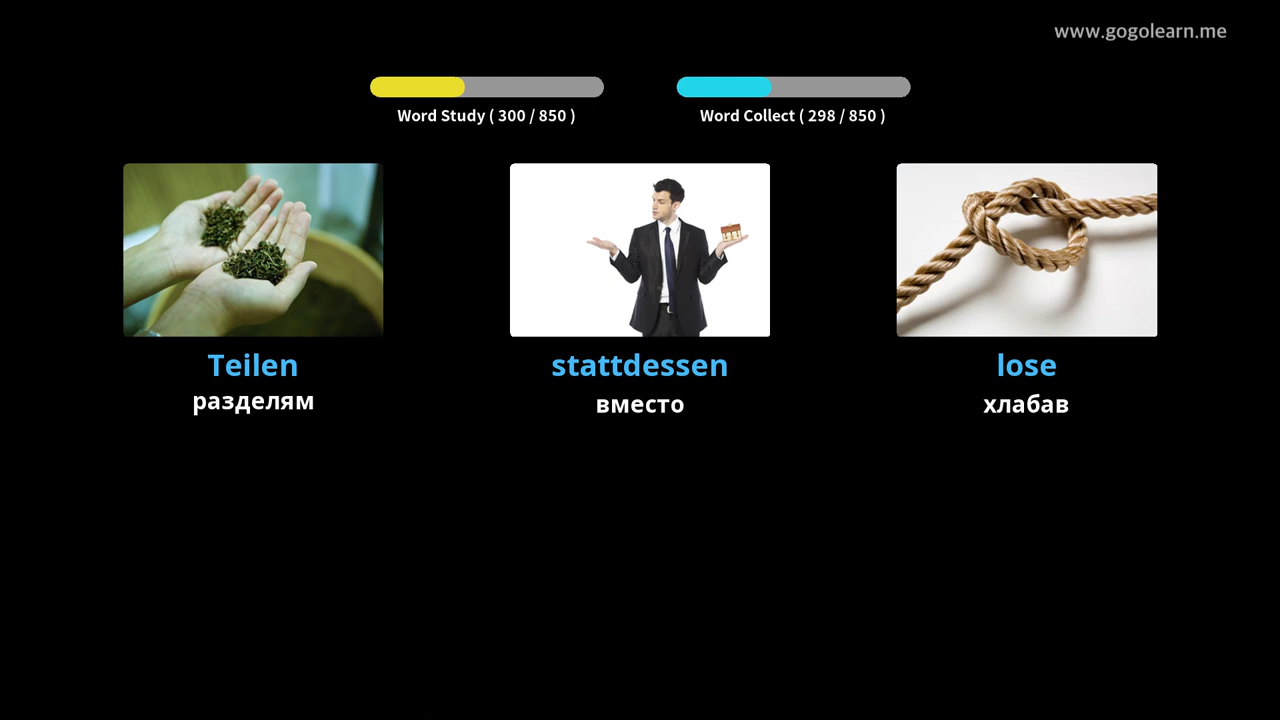 www.gogolearn.me
Word Study ( 300 / 850 )
Word Collect ( 298 / 850 )
Teilen
разделям
stattdessen
вместо
lose
хлабав